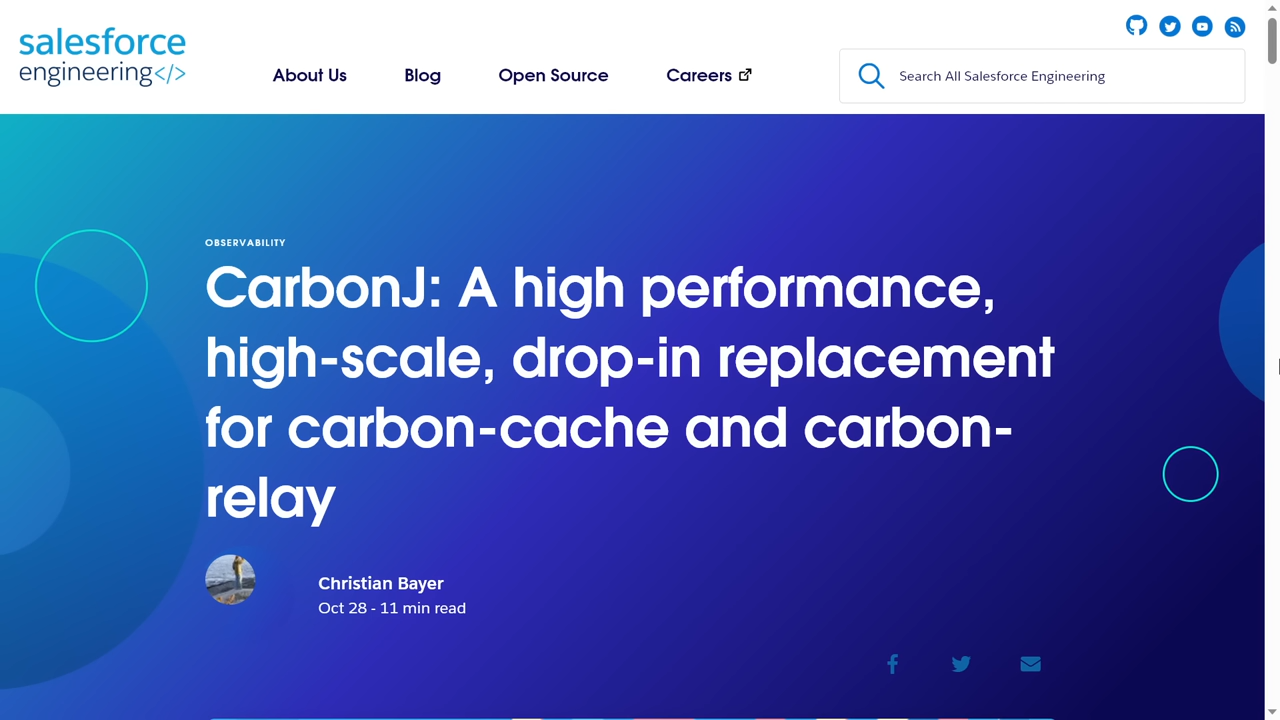 salesforce
engineering</>
About Us
Blog
Open Source
Careers
Search All Salesforce Engineering
OBSERVABILITY
CarbonJ: A high performance,
high-scale, drop-in replacement
for carbon-cache and carbon-
relay
Christian Bayer
Oct 28 - 11 min read